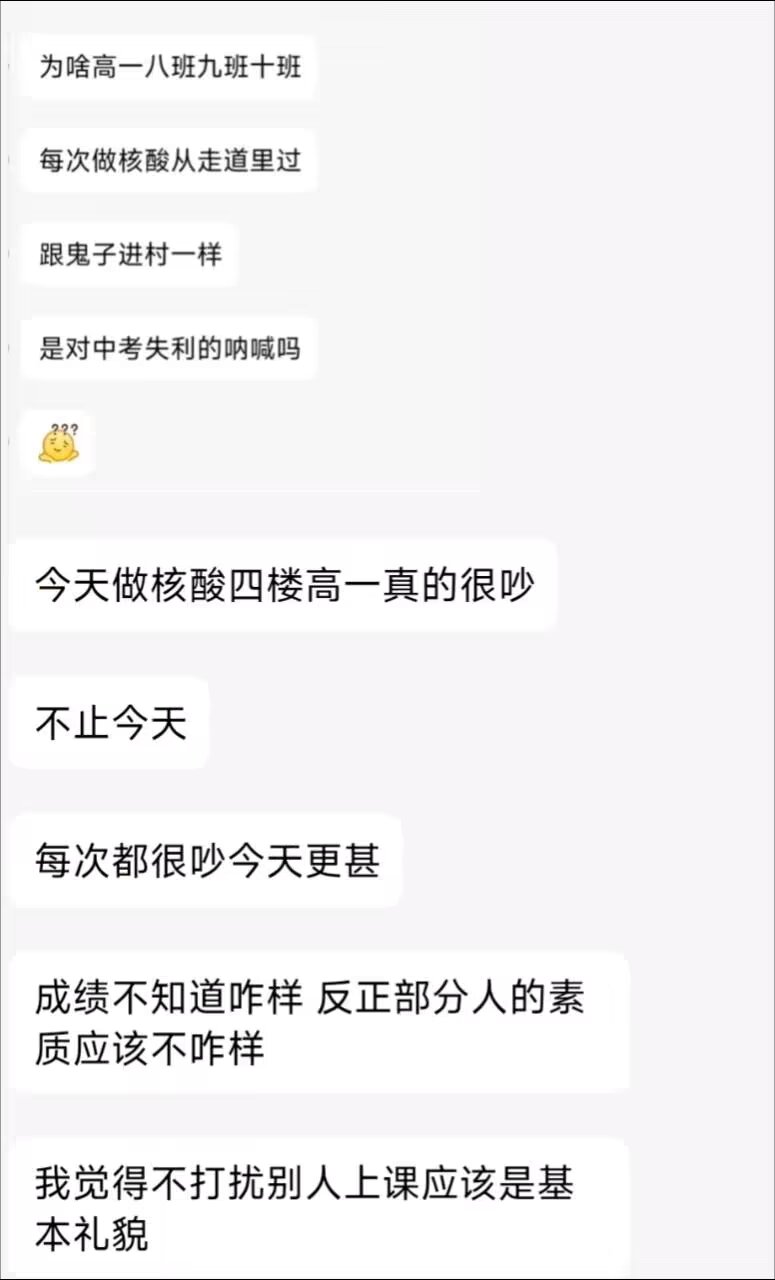 为啥高一八班九班十班
每次做核酸从走道里过
跟鬼子进村一样
是对中考失利的呐喊吗
???
今天做核酸四楼高一真的很吵
不止今天
每次都很吵今天更甚
成绩不知道咋样 反正部分人的素
质应该不咋样
我觉得不打扰别人上课应该是基
本礼貌